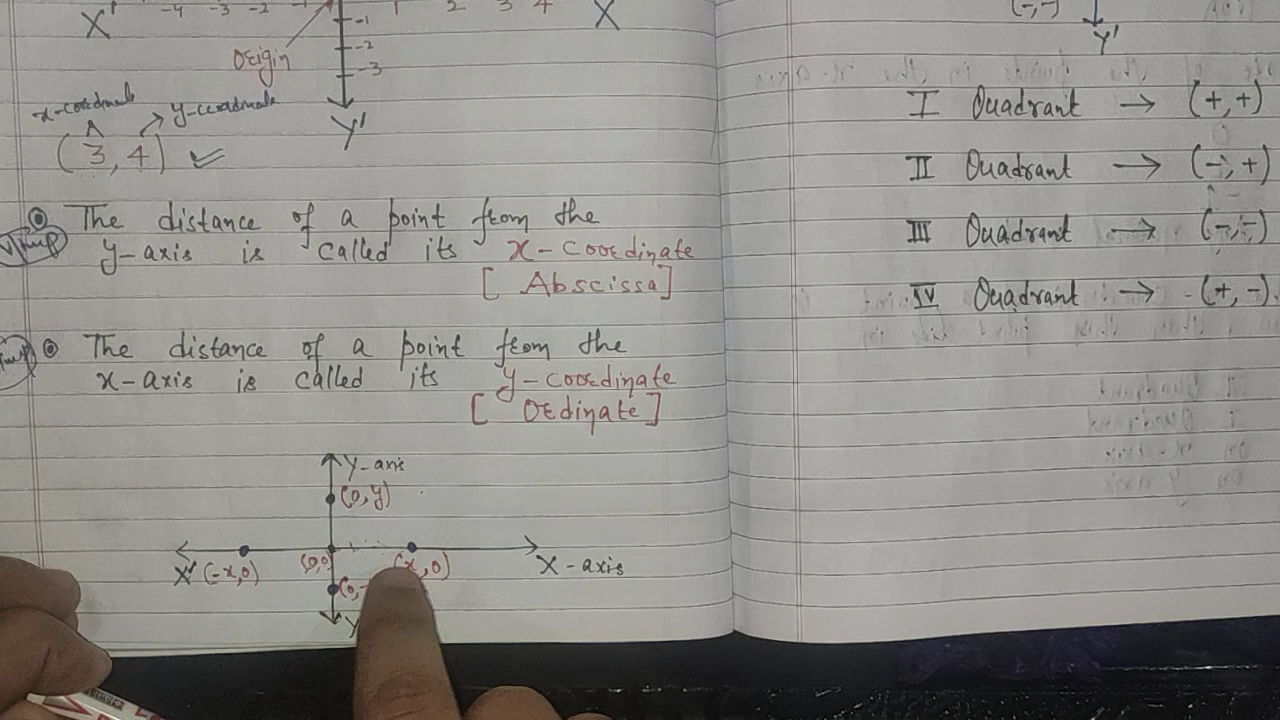 X' -4 -3 -2 -1 1 2 3 4 X
-1
-2
-3
Origin
Y'
x-coordinate y-coordinate
(3, 4)
The distance of a point from the
y-axis is called its x-coordinate
[Abscissa]
The distance of a point from the
x-axis is called its y-coordinate
[Ordinate]
Y-axis
(0, y)
X' (-x, 0) (0,0) (x, 0) X-axis
(0,-
Y
(-,-)
Y'
I Quadrant → (+, +)
II Quadrant → (-, +)
III Quadrant → (-, -)
IV Quadrant → (+, -).